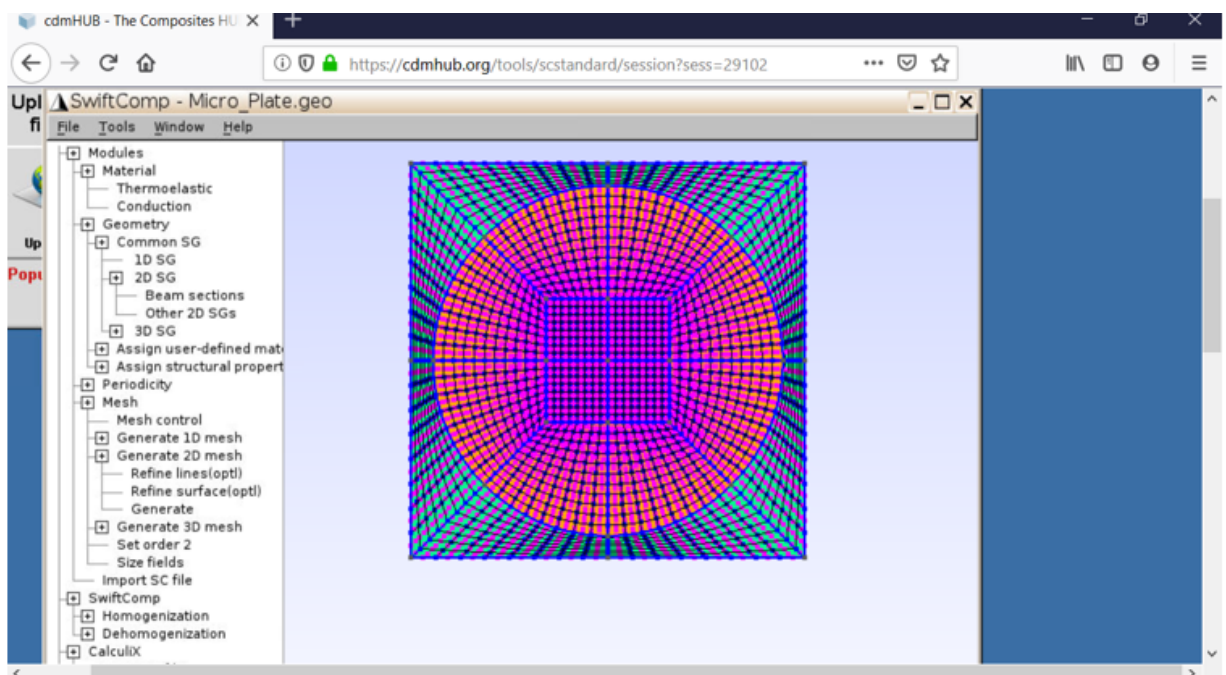 cdmHUB - The Composites HU
https://cdmhub.org/tools/scstandard/session?sess=29102
Upl
fi
SwiftComp - Micro_Plate.geo
File Tools Window Help
Modules
Material
Thermoelastic
Conduction
Geometry
Common SG
1D SG
2D SG
Beam sections
Other 2D SGs
3D SG
Assign user-defined mat
Assign structural propert
Periodicity
Mesh
Mesh control
Generate 1D mesh
Generate 2D mesh
Refine lines(optl)
Refine surface(optl)
Generate
Generate 3D mesh
Set order 2
Size fields
Import SC file
SwiftComp
Homogenization
Dehomogenization
CalculiX
Up
Popu